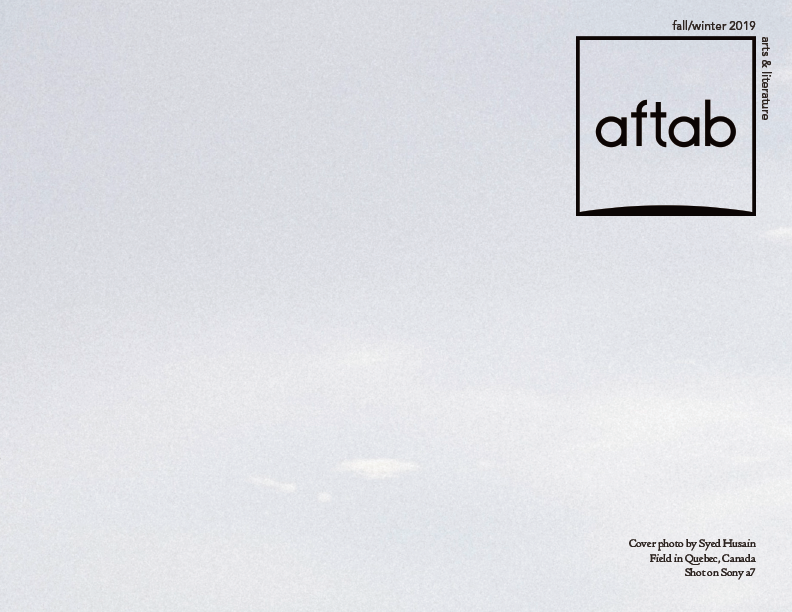 fall/winter 2019
arts & literature
aftab
Cover photo by Syed Husain
Field in Quebec, Canada
Shot on Sony a7